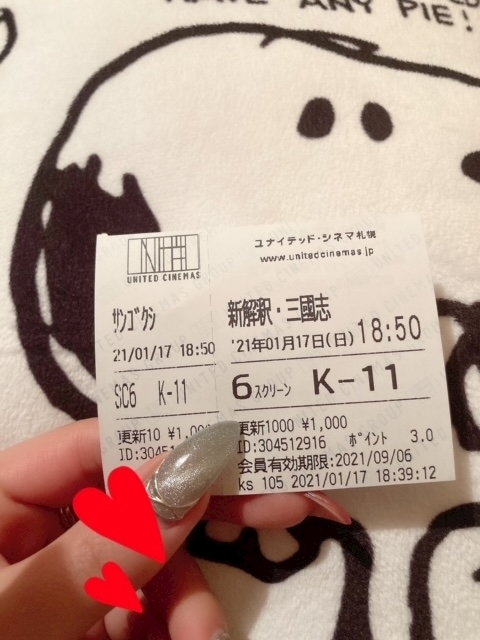 ANY PIE!
UNITED CINEMAS
サンゴクシ
21/01/17 18:50
SC6 K-11
更新10
ID:3045
ユナイテッド・シネマ札幌
www.unitedcinemas.jp
新解釈・三國志
'21年01月17日(日)18:50
6スクリーン K-11
更新1000 ¥1,000
ID:304512916 ポイント 3.0
会員有効期限:2021/09/06
ks 105 2021/01/17 18:39:12